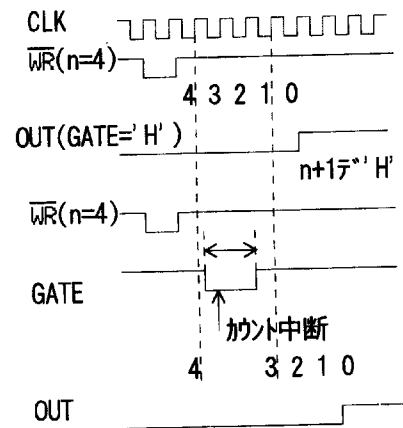 CLK
WR(n=4)
4 3 2 1 0
OUT(GATE='H')
n+1デ'H'
WR(n=4)
GATE
カウント中断
4 3 2 1 0
OUT